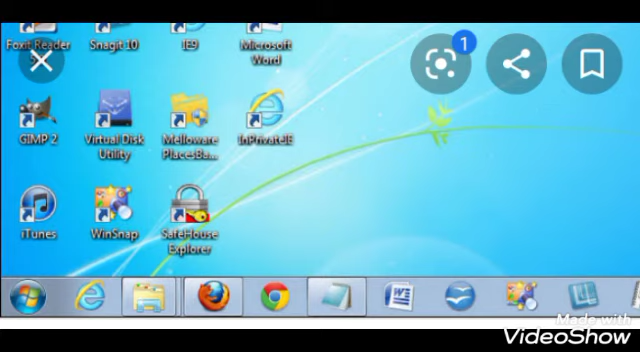 Foxit Reader
Snagit 10
IE9
Microsoft
Word
1
GIMP 2
Virtual Disk
Utility
Melloware
PlacesBa...
InPrivateIE
iTunes
WinSnap
SafeHouse
Explorer
Made with
VideoShow